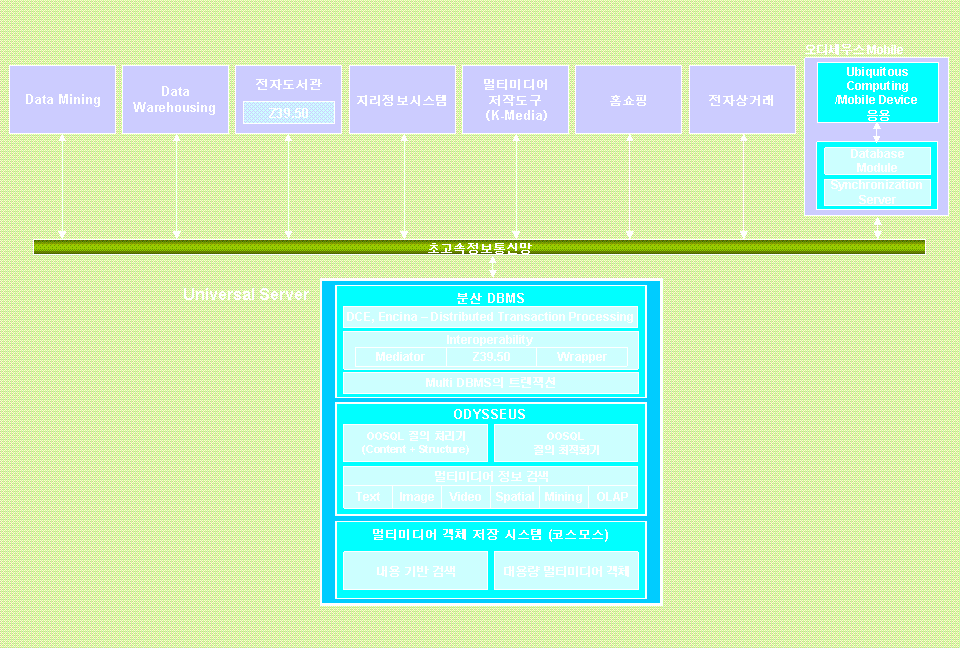 오디세우스 Mobile
Data Mining
Data
Warehousing
전자도서관
Z39.50
지리정보시스템
멀티미디어
저작도구
(K-Media)
홈쇼핑
전자상거래
Ubiquitous
Computing
/Mobile Device
응용
Database
Module
Synchronization
Server
초고속정보통신망
Universal Server
분산 DBMS
DCE, Encina – Distributed Transaction Processing
Interoperability
Mediator
Z39.50
Wrapper
Multi DBMS의 트랜잭션
ODYSSEUS
OOSQL 질의 처리기
(Content + Structure)
OOSQL
질의 최적화기
멀티미디어 정보 검색
Text
Image
Video
Spatial
Mining
OLAP
멀티미디어 객체 저장 시스템 (코스모스)
내용 기반 검색
대용량 멀티미디어 객체